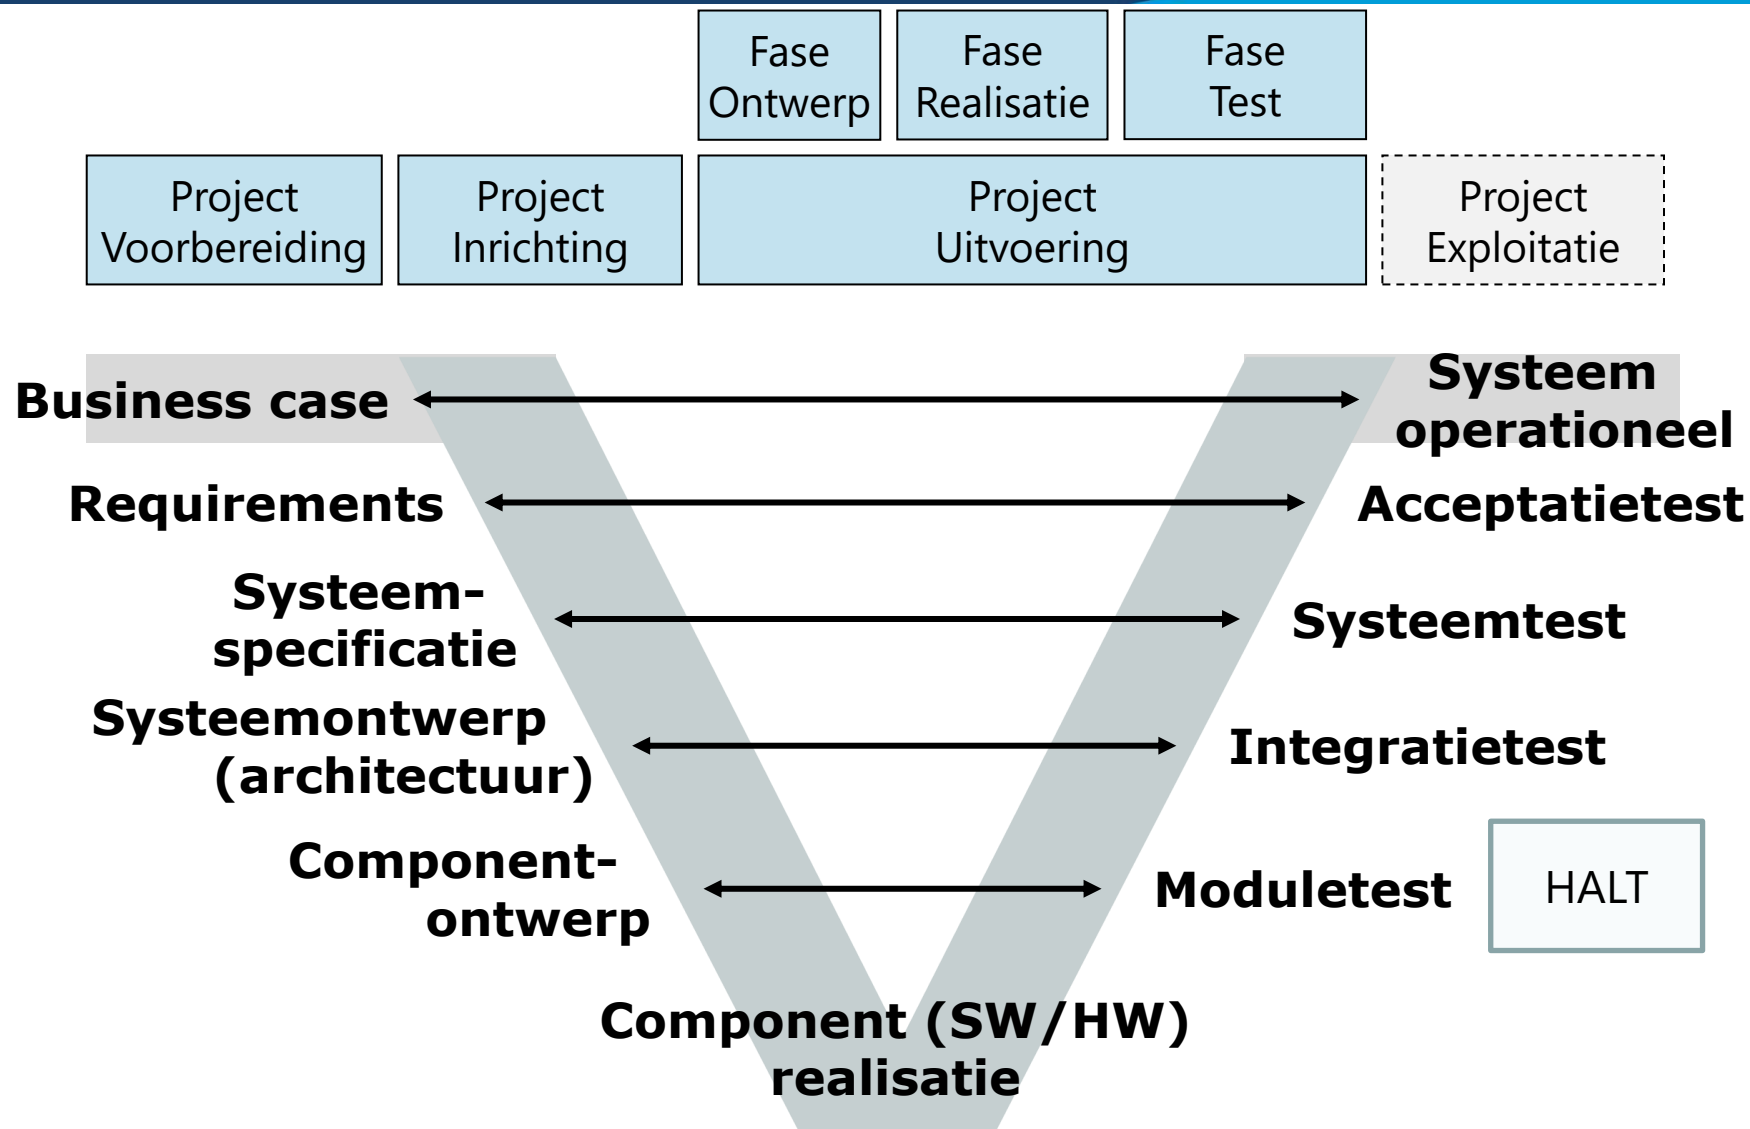 Fase
Ontwerp
Fase
Realisatie
Fase
Test
Project
Voorbereiding
Project
Inrichting
Project
Uitvoering
Project
Exploitatie
Business case
Systeem
operationeel
Requirements
Acceptatietest
Systeem-
specificatie
Systeemtest
Systeemontwerp
(architectuur)
Integratietest
Component-
ontwerp
Moduletest
HALT
Component (SW/HW)
realisatie